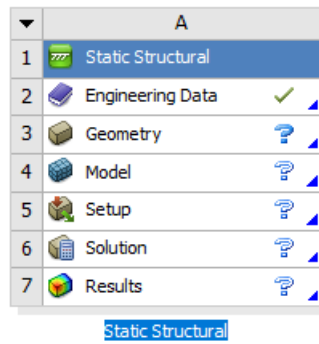 A
1 Static Structural
2 Engineering Data
3 Geometry
4 Model
5 Setup
6 Solution
7 Results
Static Structural